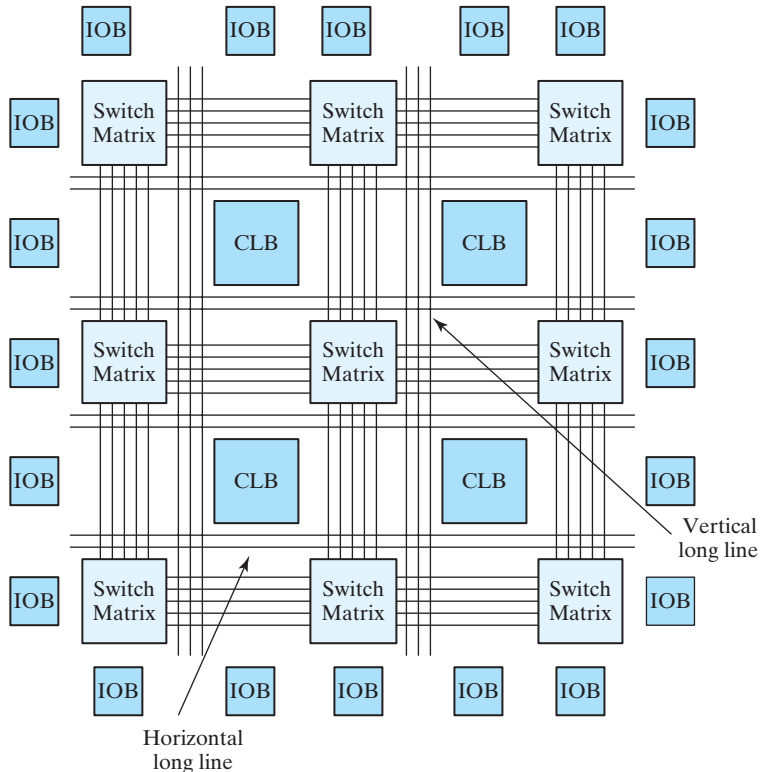 IOB IOB IOB IOB IOB
IOB Switch Switch Switch IOB
Matrix Matrix Matrix
IOB CLB CLB IOB
IOB Switch Switch Switch IOB
Matrix Matrix Matrix
IOB CLB CLB IOB
Vertical
long line
IOB Switch Switch Switch IOB
Matrix Matrix Matrix
IOB IOB IOB IOB IOB
Horizontal
long line